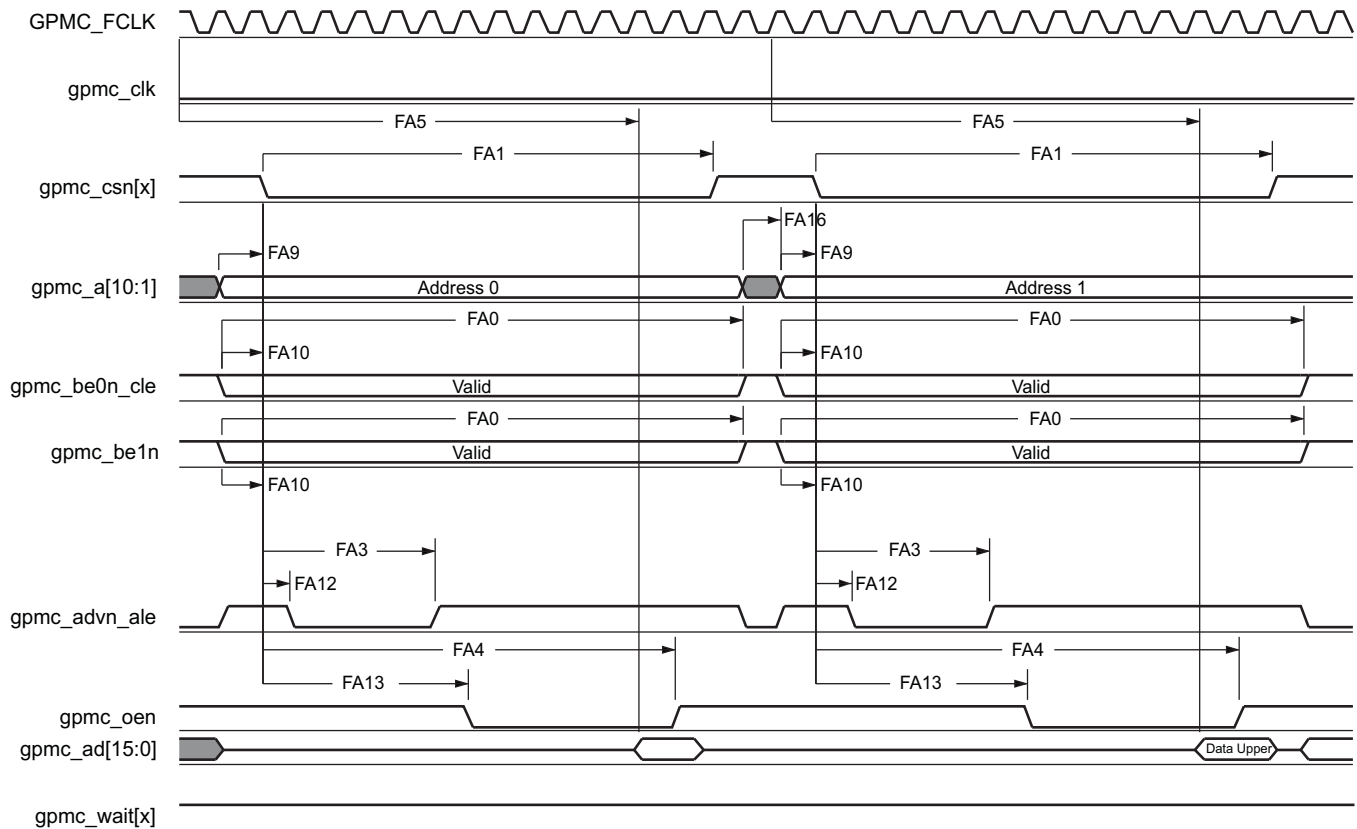 GPMC_FCLK
gpmc_clk
FA5 FA5
FA1 FA1
gpmc_csn[x]
FA16
FA9 FA9
gpmc_a[10:1] Address 0 Address 1
FA0 FA0
FA10 FA10
gpmc_be0n_cle Valid Valid
FA0 FA0
gpmc_be1n Valid Valid
FA10 FA10
FA3 FA3
FA12 FA12
gpmc_advn_ale
FA4 FA4
FA13 FA13
gpmc_oen
gpmc_ad[15:0] Data Upper
gpmc_wait[x]